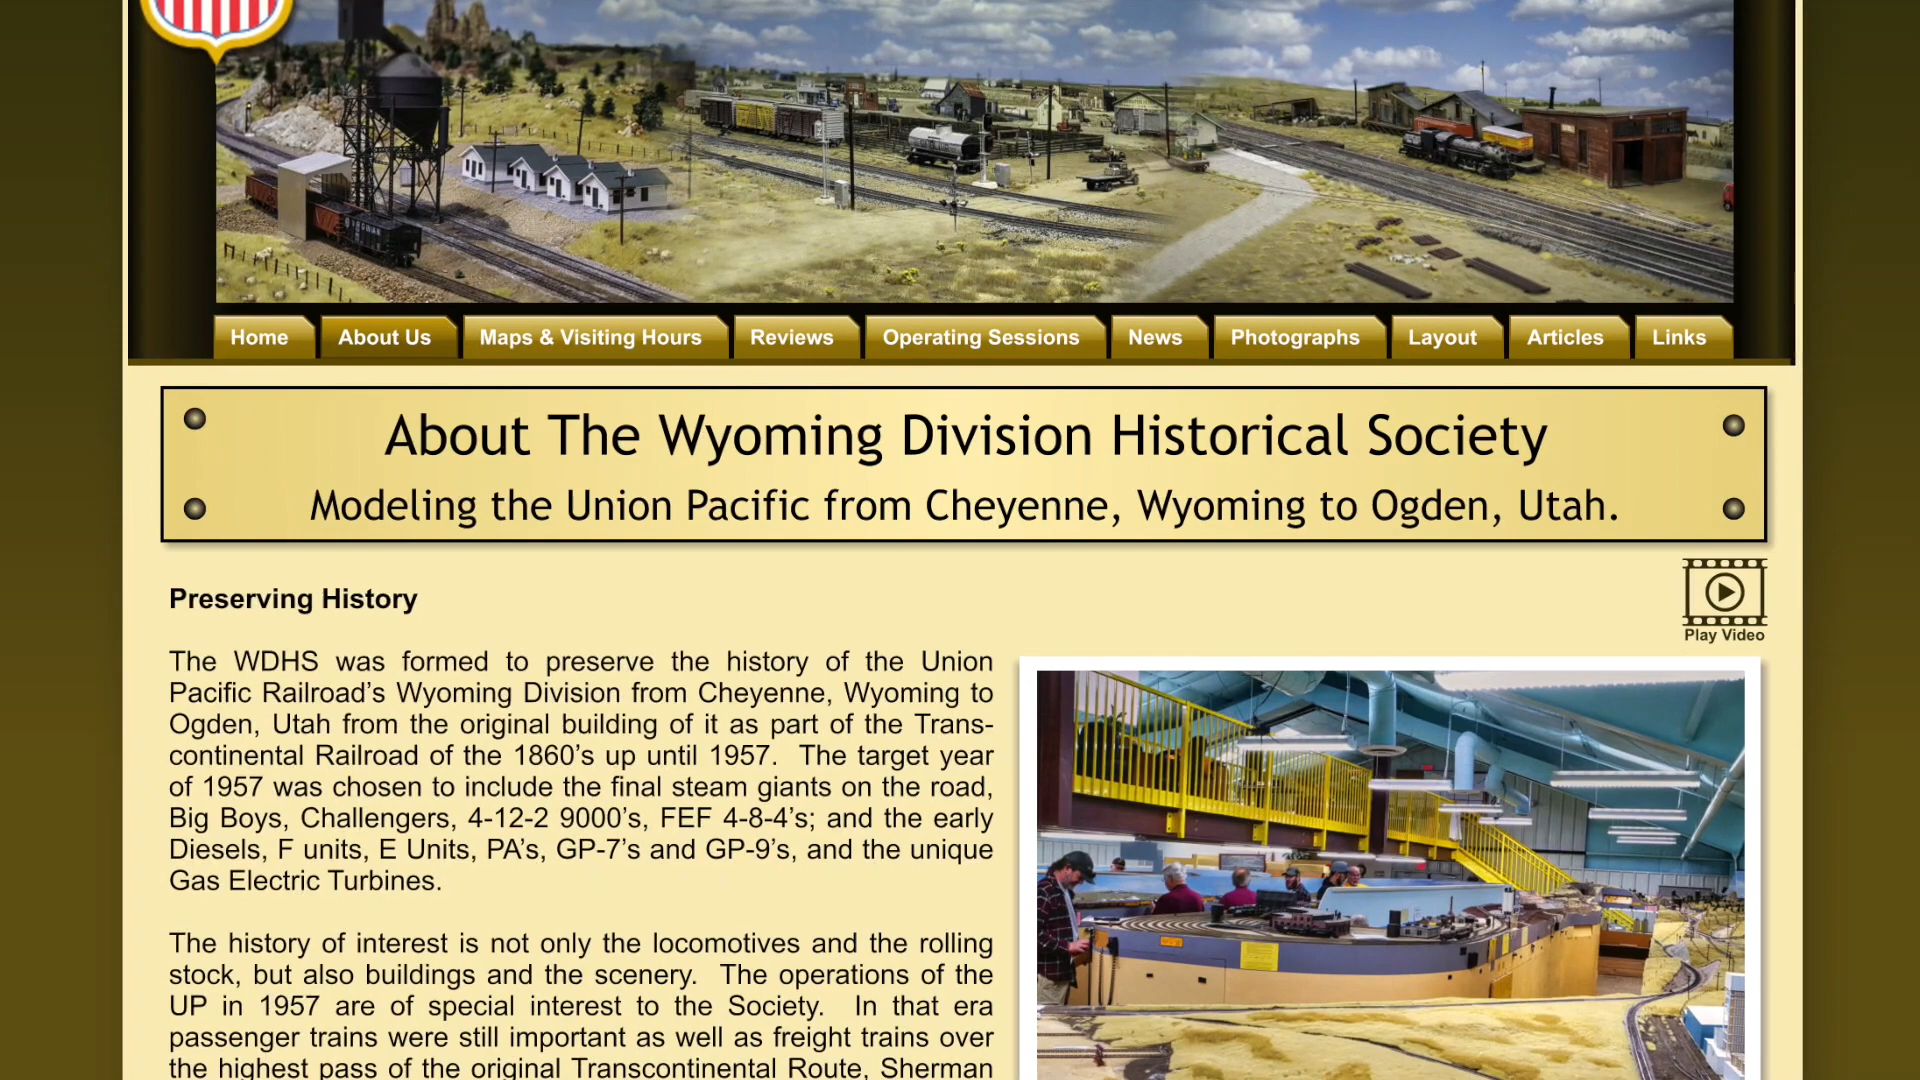 Home About Us Maps & Visiting Hours Reviews Operating Sessions News Photographs Layout Articles Links
About The Wyoming Division Historical Society
Modeling the Union Pacific from Cheyenne, Wyoming to Ogden, Utah.
Play Video
Preserving History
The WDHS was formed to preserve the history of the Union
Pacific Railroad’s Wyoming Division from Cheyenne, Wyoming to
Ogden, Utah from the original building of it as part of the Trans-
continental Railroad of the 1860’s up until 1957. The target year
of 1957 was chosen to include the final steam giants on the road,
Big Boys, Challengers, 4-12-2 9000’s, FEF 4-8-4’s; and the early
Diesels, F units, E Units, PA’s, GP-7’s and GP-9’s, and the unique
Gas Electric Turbines.
The history of interest is not only the locomotives and the rolling
stock, but also buildings and the scenery. The operations of the
UP in 1957 are of special interest to the Society. In that era
passenger trains were still important as well as freight trains over
the highest pass of the original Transcontinental Route, Sherman